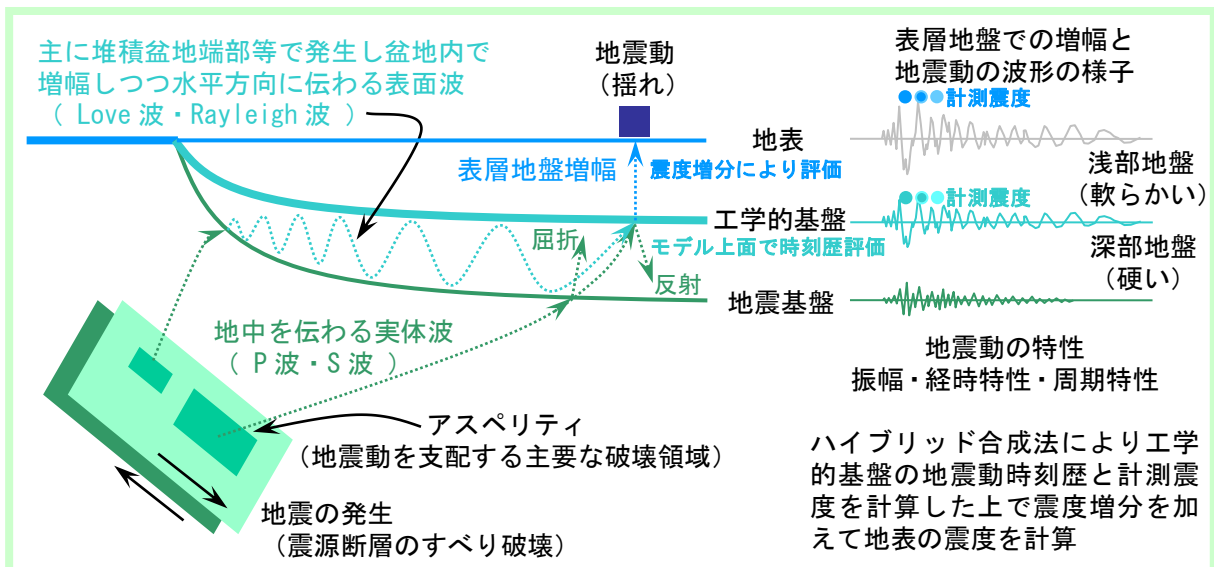 主に堆積盆地端部等で発生し盆地内で
増幅しつつ水平方向に伝わる表面波
( Love 波・Rayleigh 波 )
地震動
(揺れ)
表層地盤での増幅と
地震動の波形の様子
計測震度
地表
表層地盤増幅
震度増分により評価
浅部地盤
(軟らかい)
計測震度
工学的基盤
屈折
モデル上面で時刻歴評価
深部地盤
(硬い)
反射
地震基盤
地中を伝わる実体波
( P 波・S 波 )
地震動の特性
振幅・経時特性・周期特性
アスペリティ
(地震動を支配する主要な破壊領域)
ハイブリッド合成法により工学
的基盤の地震動時刻歴と計測震
度を計算した上で震度増分を加
えて地表の震度を計算
地震の発生
(震源断層のすべり破壊)